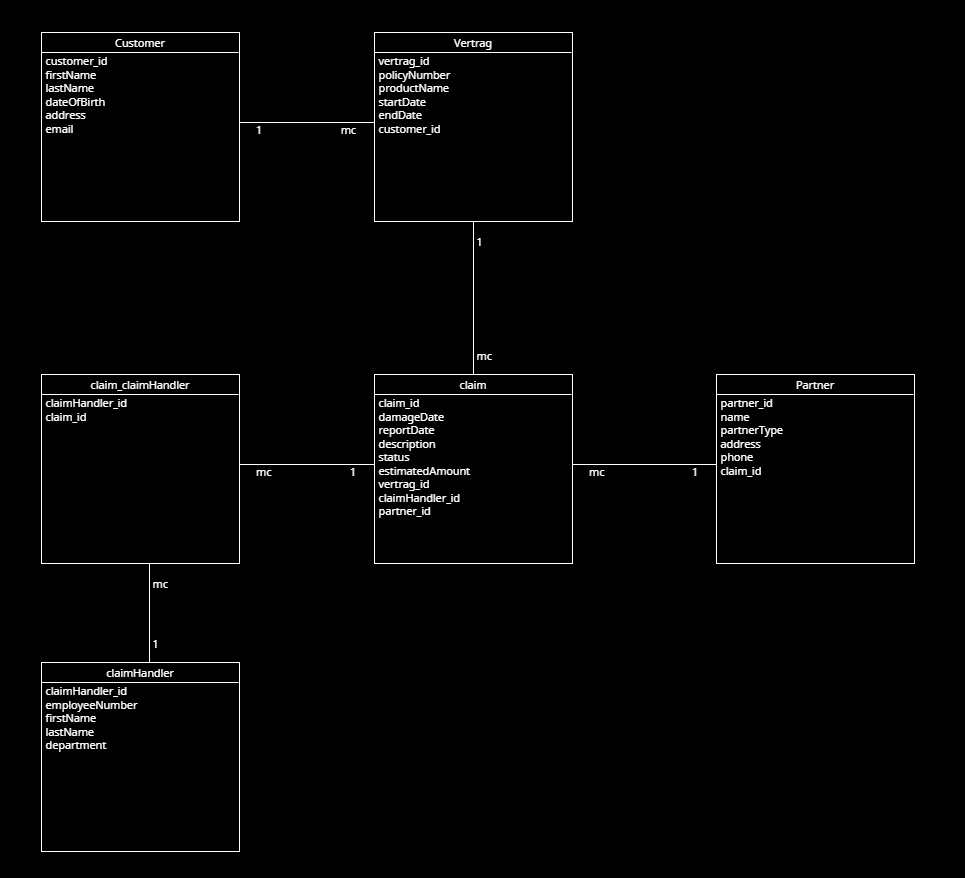 Customer
customer_id
firstName
lastName
dateOfBirth
address
email
1
mc
Vertrag
vertrag_id
policyNumber
productName
startDate
endDate
customer_id
1
mc
claim_claimHandler
claimHandler_id
claim_id
mc
1
claim
claim_id
damageDate
reportDate
description
status
estimatedAmount
vertrag_id
claimHandler_id
partner_id
mc
1
Partner
partner_id
name
partnerType
address
phone
claim_id
mc
1
claimHandler
claimHandler_id
employeeNumber
firstName
lastName
department